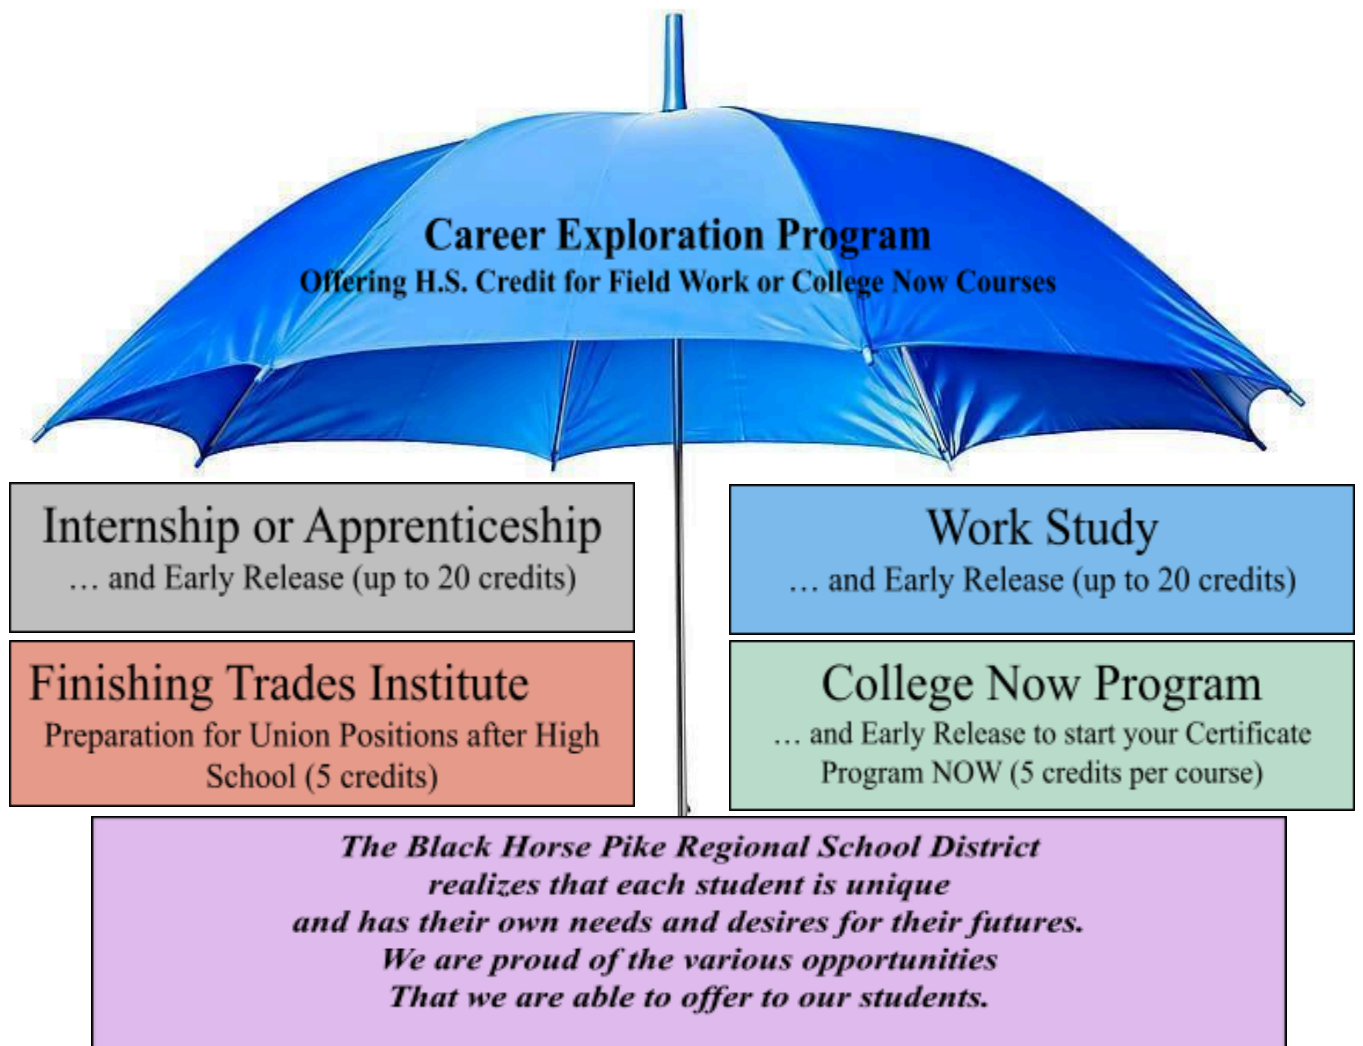 Career Exploration Program
Offering H.S. Credit for Field Work or College Now Courses
Internship or Apprenticeship
… and Early Release (up to 20 credits)
Work Study
… and Early Release (up to 20 credits)
Finishing Trades Institute
Preparation for Union Positions after High
School (5 credits)
College Now Program
… and Early Release to start your Certificate
Program NOW (5 credits per course)
The Black Horse Pike Regional School District
realizes that each student is unique
and has their own needs and desires for their futures.
We are proud of the various opportunities
That we are able to offer to our students.